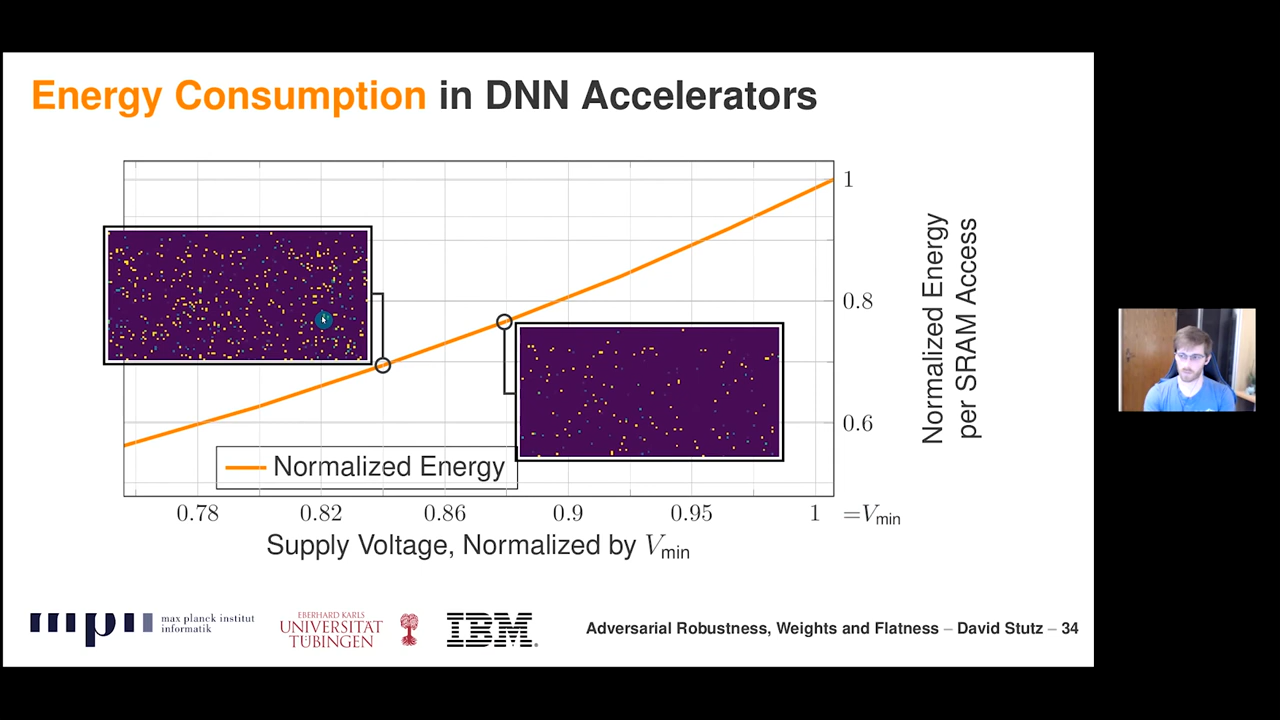 Energy Consumption in DNN Accelerators
1
0.8
0.6
Normalized Energy
per SRAM Access
Normalized Energy
0.78 0.82 0.86 0.9 0.95 1 =Vmin
Supply Voltage, Normalized by Vmin
mpi max planck institut
informatik
EBERHARD KARLS
UNIVERSITAT
TÜBINGEN
IBM
Adversarial Robustness, Weights and Flatness – David Stutz – 34